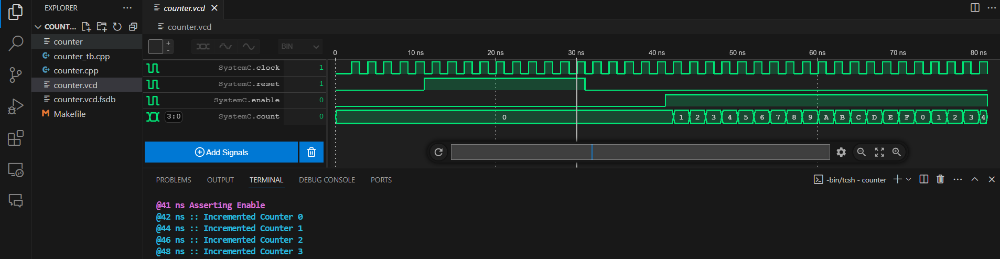 EXPLORER ···
COUNT...
counter
counter_tb.cpp
counter.cpp
counter.vcd
counter.vcd.fsdb
Makefile
counter.vcd
counter.vcd
+
-
BIN
0 10 ns 20 ns 30 ns 40 ns 50 ns 60 ns 70 ns 80 ns
SystemC.clock 1
SystemC.reset 1
SystemC.enable 0
3:0 SystemC.count 0
0 1 2 3 4 5 6 7 8 9 A B C D E F 0 1 2 3 4
Add Signals
PROBLEMS OUTPUT TERMINAL DEBUG CONSOLE PORTS
-bin/tcsh - counter
@41 ns Asserting Enable
@42 ns :: Incremented Counter 0
@44 ns :: Incremented Counter 1
@46 ns :: Incremented Counter 2
@48 ns :: Incremented Counter 3